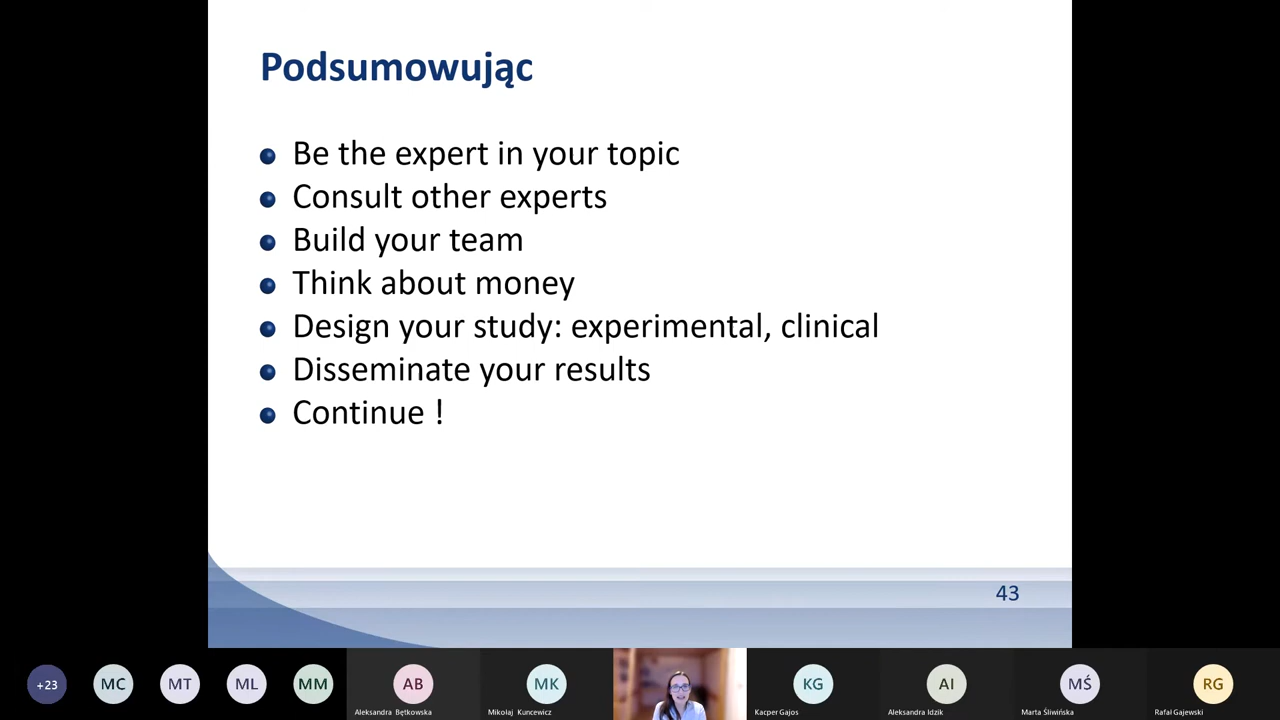 Podsumowując
Be the expert in your topic
Consult other experts
Build your team
Think about money
Design your study: experimental, clinical
Disseminate your results
Continue !
43
+23
MC
MT
ML
MM
AB
Aleksandra Bętkowska
MK
Mikołaj Kuncewicz
KG
Kacper Gajos
AI
Aleksandra Idzik
MŚ
Marta Śliwińska
RG
Rafał Gajewski